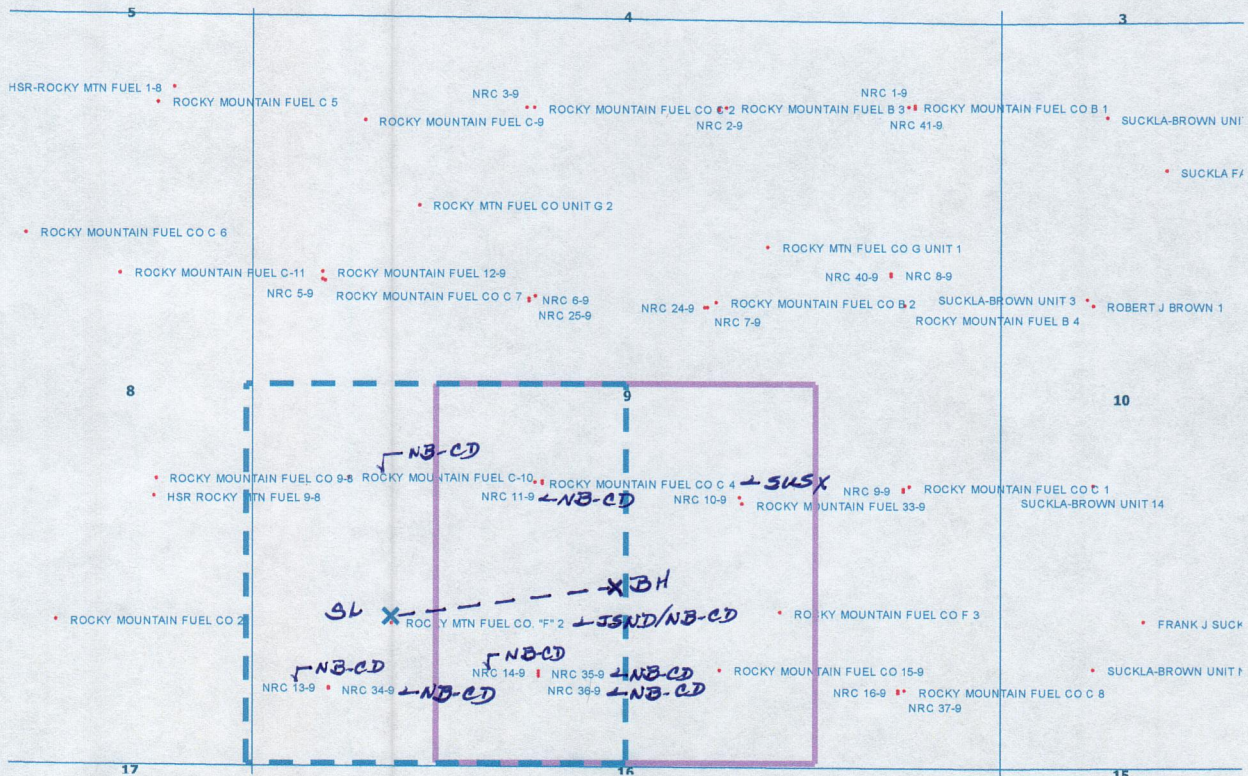 5 4 3
HSR-ROCKY MTN FUEL 1-8
ROCKY MOUNTAIN FUEL C 5
NRC 3-9
ROCKY MOUNTAIN FUEL CO C 2
ROCKY MOUNTAIN FUEL B 3
NRC 1-9
ROCKY MOUNTAIN FUEL CO B 1
ROCKY MOUNTAIN FUEL C-9
NRC 2-9
NRC 41-9
SUCKLA-BROWN UNI
SUCKLA FA
ROCKY MTN FUEL CO UNIT G 2
ROCKY MOUNTAIN FUEL CO C 6
ROCKY MTN FUEL CO G UNIT 1
ROCKY MOUNTAIN FUEL C-11
ROCKY MOUNTAIN FUEL 12-9
NRC 40-9
NRC 8-9
NRC 5-9
ROCKY MOUNTAIN FUEL CO C 7
NRC 6-9
NRC 25-9
NRC 24-9
ROCKY MOUNTAIN FUEL CO B 2
NRC 7-9
SUCKLA-BROWN UNIT 3
ROBERT J BROWN 1
ROCKY MOUNTAIN FUEL B 4
8 9 10
NB-CD
ROCKY MOUNTAIN FUEL CO 9-8
ROCKY MOUNTAIN FUEL C-10
ROCKY MOUNTAIN FUEL CO C 4
SUSX
HSR ROCKY MTN FUEL 9-8
NRC 11-9
NB-CD
NRC 10-9
ROCKY MOUNTAIN FUEL 33-9
NRC 9-9
ROCKY MOUNTAIN FUEL CO C 1
SUCKLA-BROWN UNIT 14
BH
SL
ROCKY MOUNTAIN FUEL CO 2
ROCKY MTN FUEL CO. "F" 2
JSND/NB-CD
ROCKY MOUNTAIN FUEL CO F 3
FRANK J SUCK
NB-CD
NB-CD
NRC 13-9
NRC 34-9
NB-CD
NRC 14-9
NRC 35-9
NB-CD
NRC 36-9
NB-CD
ROCKY MOUNTAIN FUEL CO 15-9
SUCKLA-BROWN UNIT
NRC 16-9
ROCKY MOUNTAIN FUEL CO C 8
NRC 37-9
17 16 15